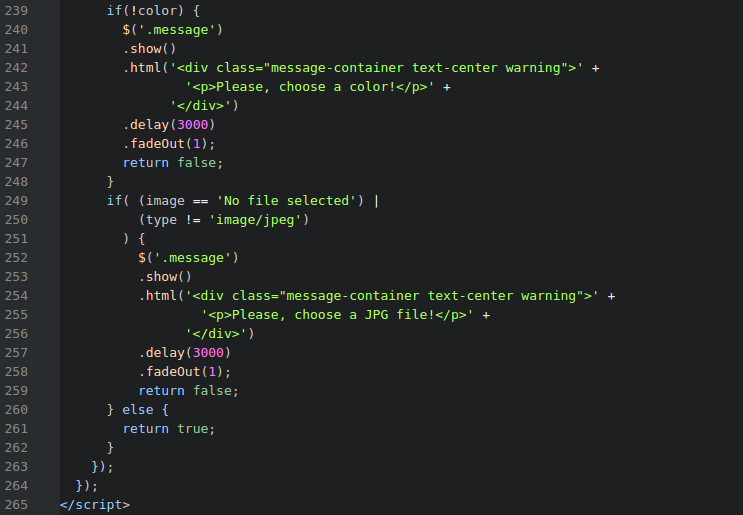 239 if(!color) {
240 $('.message')
241 .show()
242 .html('<div class="message-container text-center warning">' +
243 '<p>Please, choose a color!</p>' +
244 '</div>')
245 .delay(3000)
246 .fadeOut(1);
247 return false;
248 }
249 if( (image == 'No file selected') |
250 (type != 'image/jpeg')
251 ) {
252 $('.message')
253 .show()
254 .html('<div class="message-container text-center warning">' +
255 '<p>Please, choose a JPG file!</p>' +
256 '</div>')
257 .delay(3000)
258 .fadeOut(1);
259 return false;
260 } else {
261 return true;
262 }
263 });
264 });
265 </script>